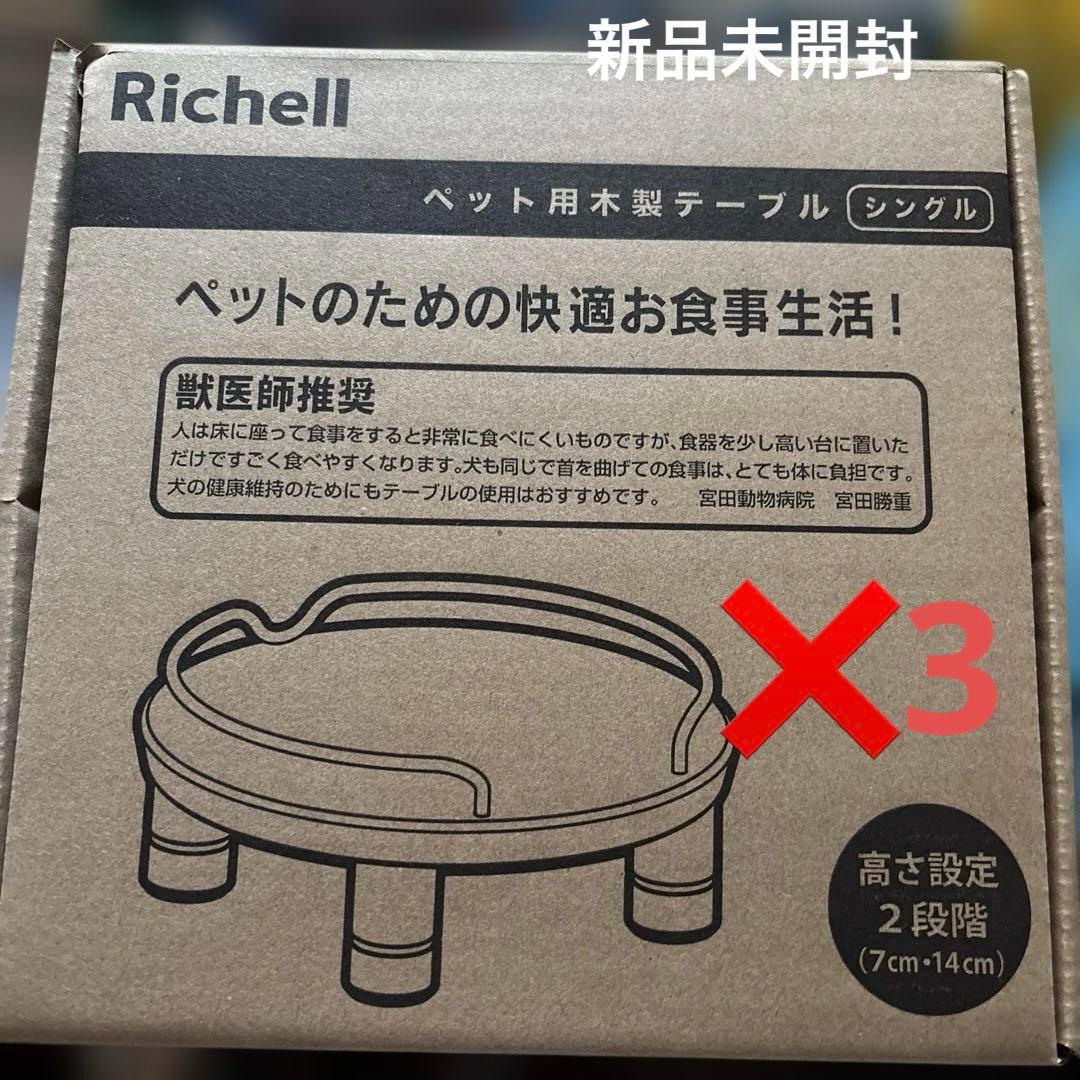 新品未開封
Richell
ペット用木製テーブル シングル
ペットのための快適お食事生活!
獣医師推奨
人は床に座って食事をすると非常に食べにくいものですが、食器を少し高い台に置いた
だけですごく食べやすくなります。犬も同じで首を曲げての食事は、とても体に負担です。
犬の健康維持のためにもテーブルの使用はおすすめです。 宮田動物病院 宮田勝重
❌3
高さ設定
2段階
(7cm・14cm)